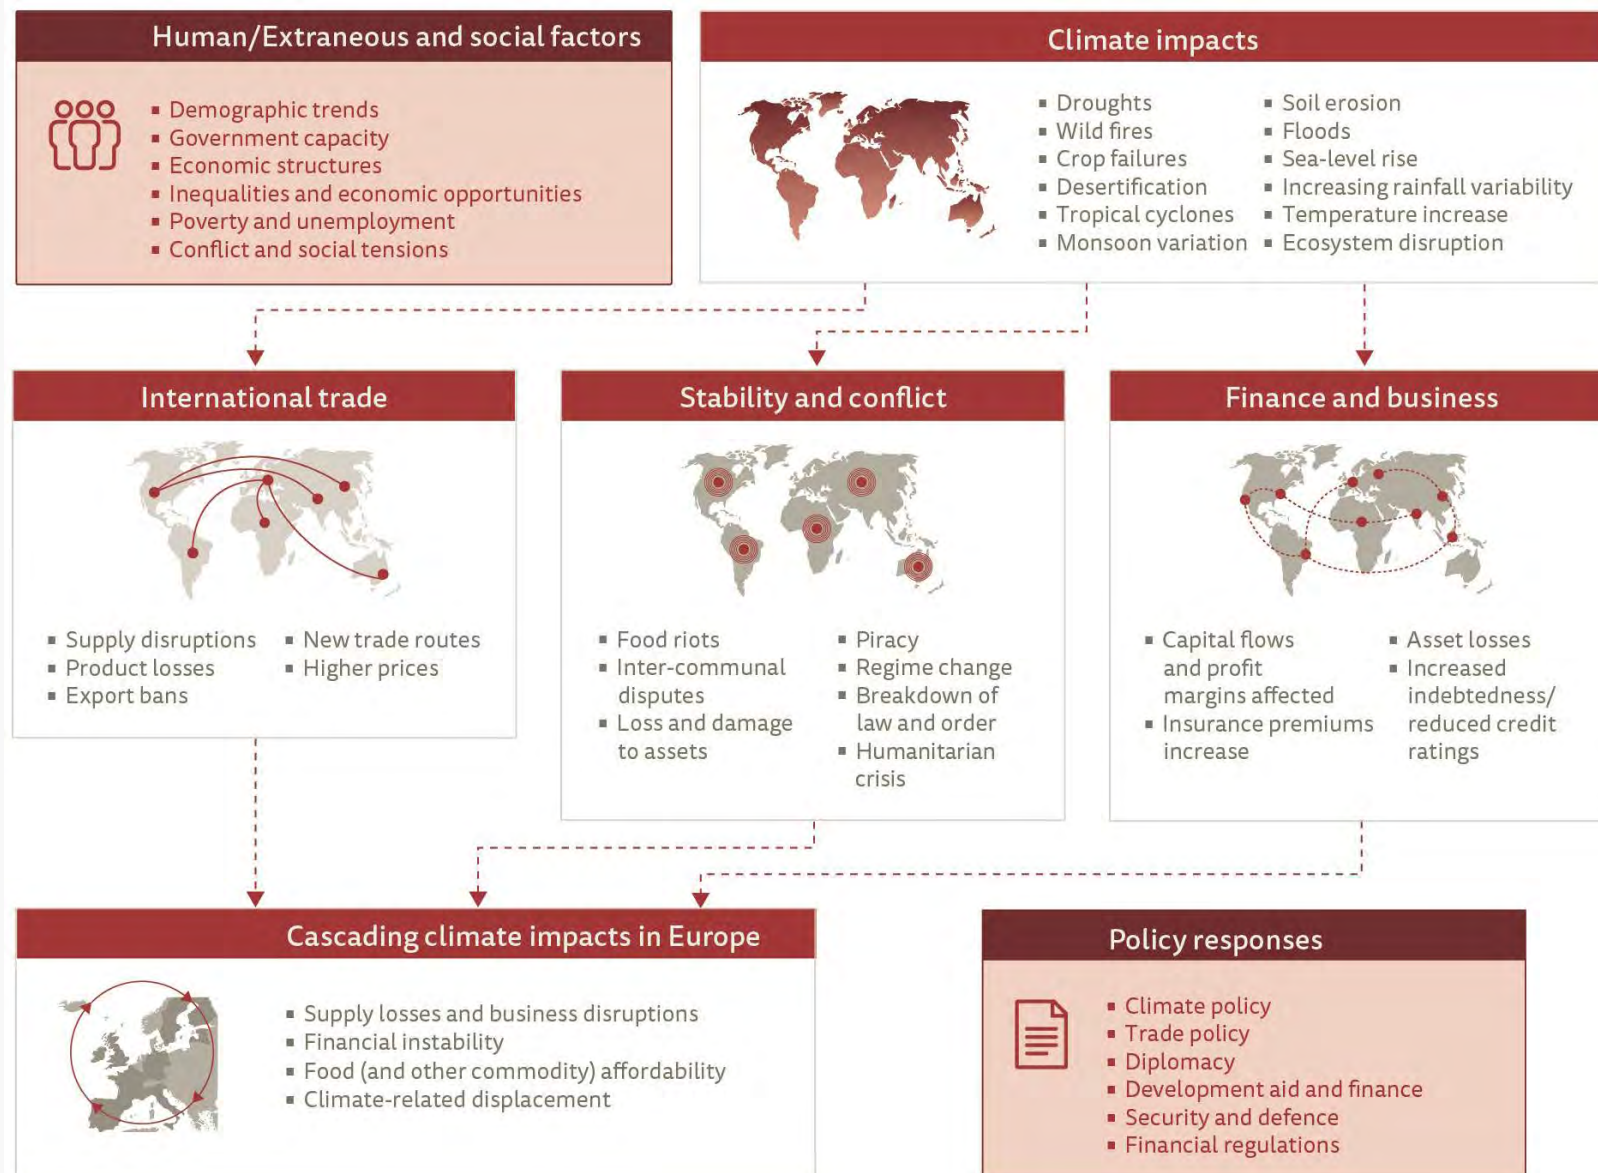 Human/Extraneous and social factors
▪ Demographic trends
▪ Government capacity
▪ Economic structures
▪ Inequalities and economic opportunities
▪ Poverty and unemployment
▪ Conflict and social tensions
Climate impacts
▪ Droughts
▪ Wild fires
▪ Crop failures
▪ Desertification
▪ Tropical cyclones
▪ Monsoon variation
▪ Soil erosion
▪ Floods
▪ Sea-level rise
▪ Increasing rainfall variability
▪ Temperature increase
▪ Ecosystem disruption
International trade
▪ Supply disruptions
▪ Product losses
▪ Export bans
▪ New trade routes
▪ Higher prices
Stability and conflict
▪ Food riots
▪ Inter-communal
disputes
▪ Loss and damage
to assets
▪ Piracy
▪ Regime change
▪ Breakdown of
law and order
▪ Humanitarian
crisis
Finance and business
▪ Capital flows
and profit
margins affected
▪ Insurance premiums
increase
▪ Asset losses
▪ Increased
indebtedness/
reduced credit
ratings
Cascading climate impacts in Europe
▪ Supply losses and business disruptions
▪ Financial instability
▪ Food (and other commodity) affordability
▪ Climate-related displacement
Policy responses
▪ Climate policy
▪ Trade policy
▪ Diplomacy
▪ Development aid and finance
▪ Security and defence
▪ Financial regulations